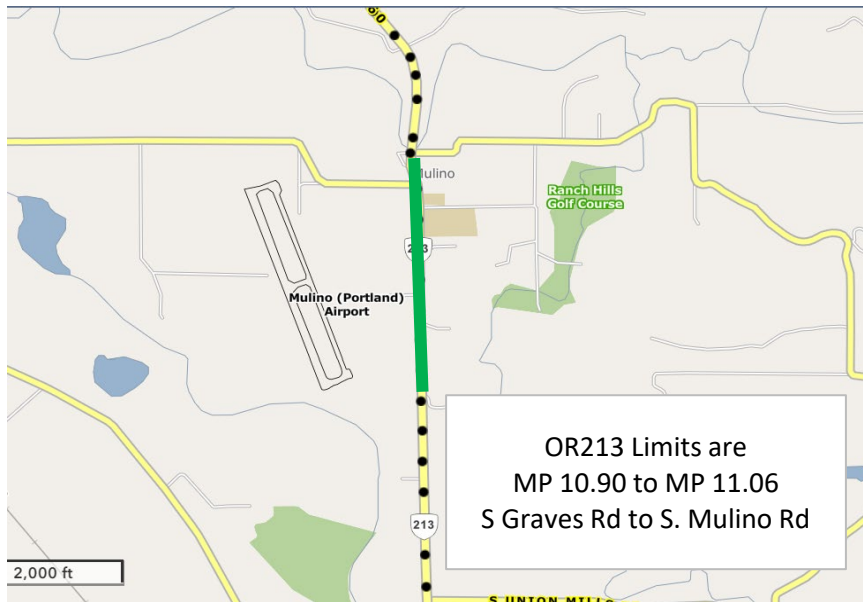 60
Mulino
Ranch Hills
Golf Course
213
Mulino (Portland)
Airport
OR213 Limits are
MP 10.90 to MP 11.06
S Graves Rd to S. Mulino Rd
213
2,000 ft
S UNION MILLS